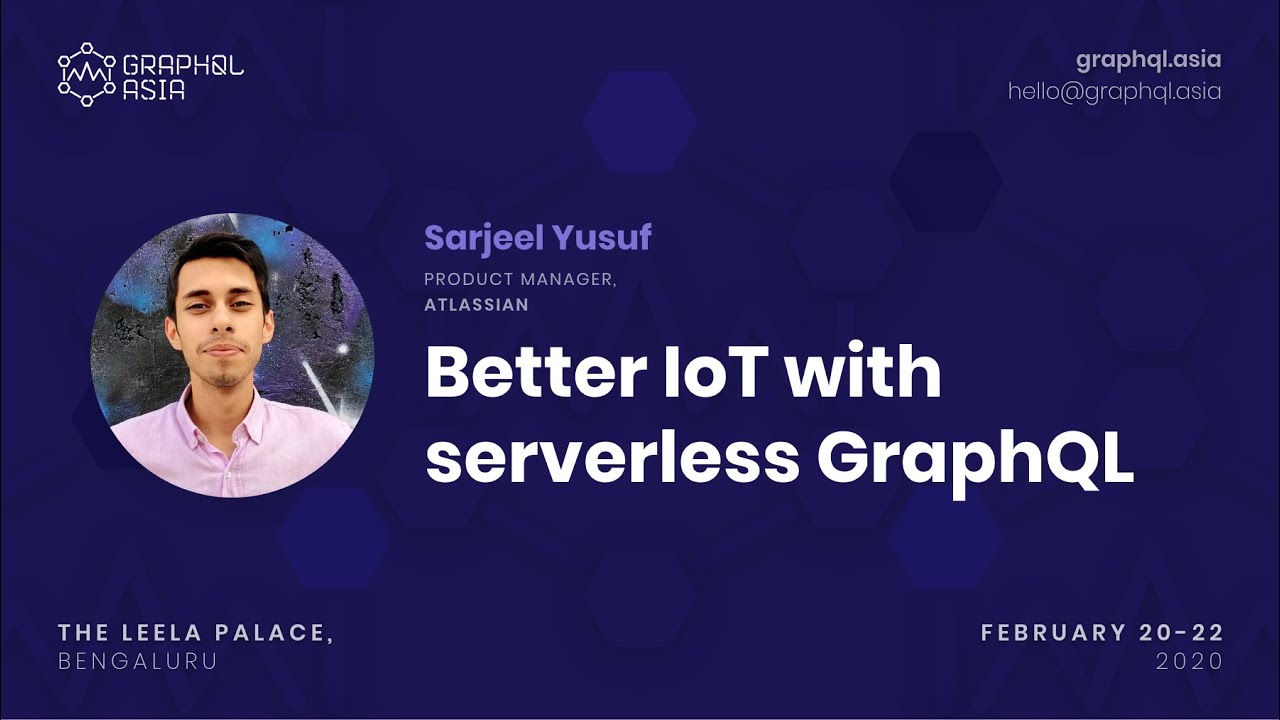 GRAPHQL
ASIA
graphql.asia
hello@graphql.asia
Sarjeel Yusuf
PRODUCT MANAGER,
ATLASSIAN
Better IoT with
serverless GraphQL
THE LEELA PALACE,
BENGALURU
FEBRUARY 20-22
2020